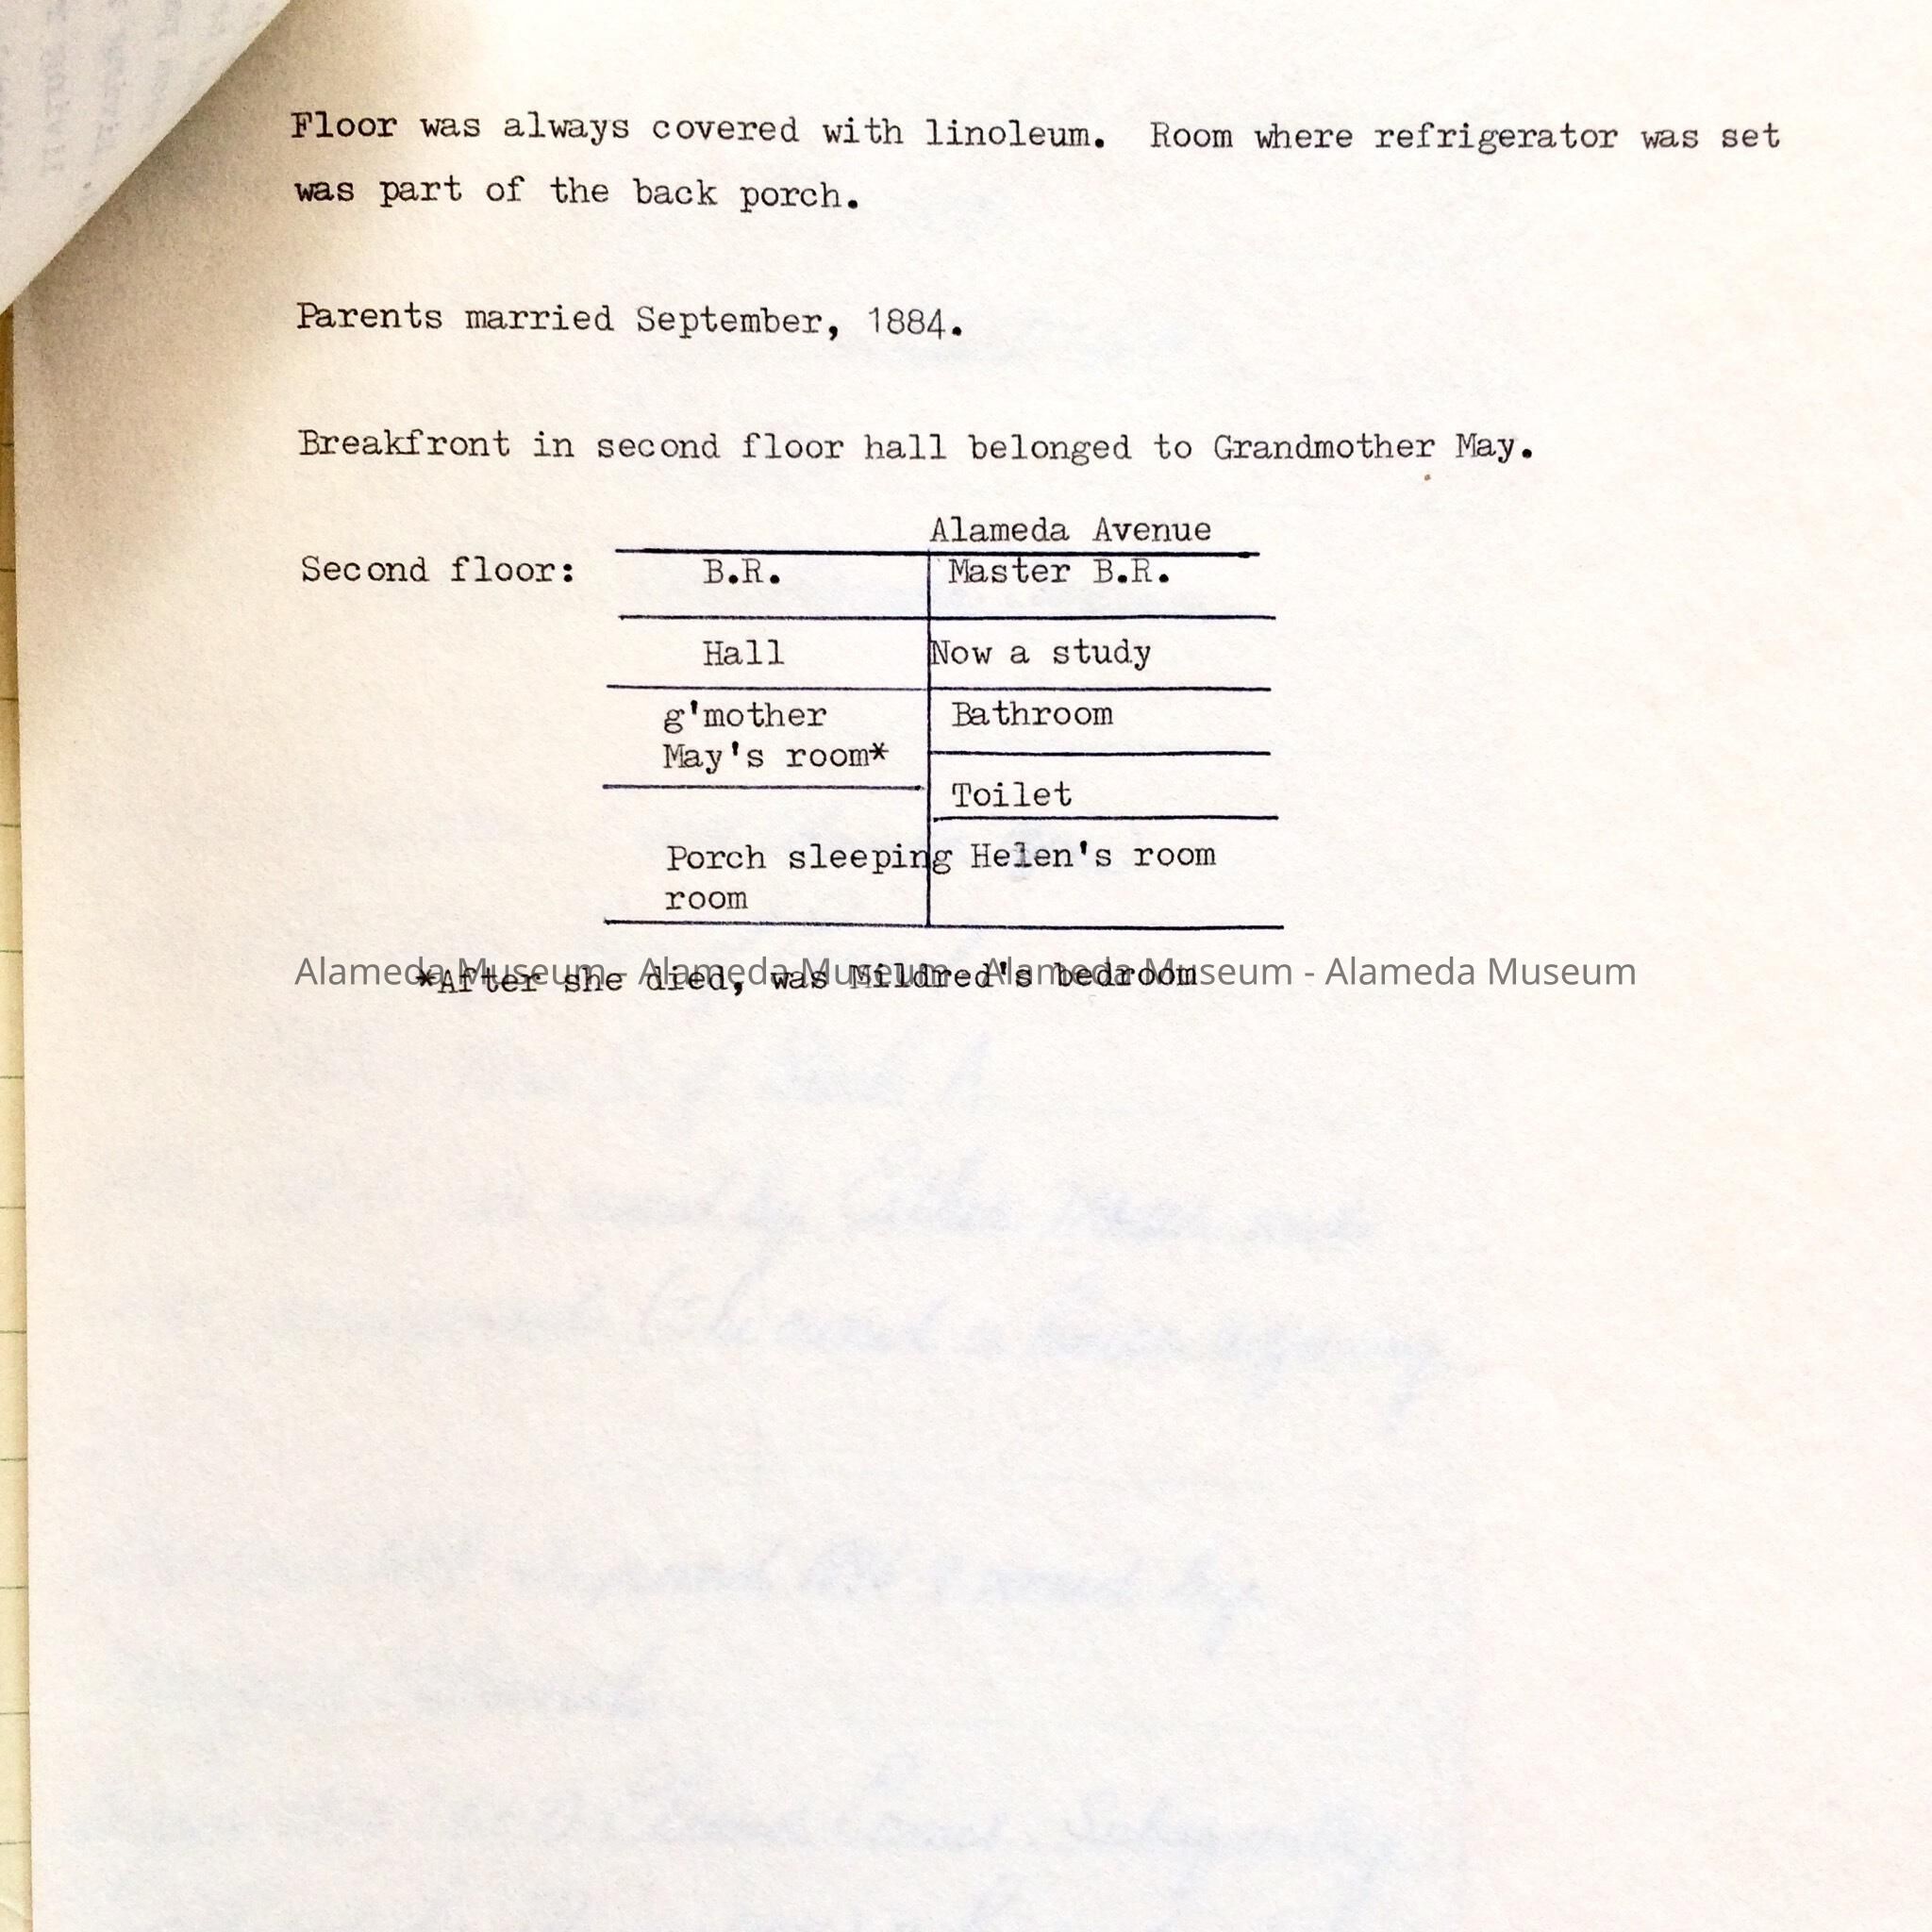 Floor was always covered with linoleum. Room where refrigerator was set
was part of the back porch.
Parents married September, 1884.
Breakfront in second floor hall belonged to Grandmother May.
Alameda Avenue
Second floor: B.R. Master B.R.
Hall Now a study
g'mother Bathroom
May's room*
Toilet
Porch sleeping Helen's room
room
*After she died, was Mildred's bedroom
Alameda Museum - Alameda Museum - Alameda Museum - Alameda Museum